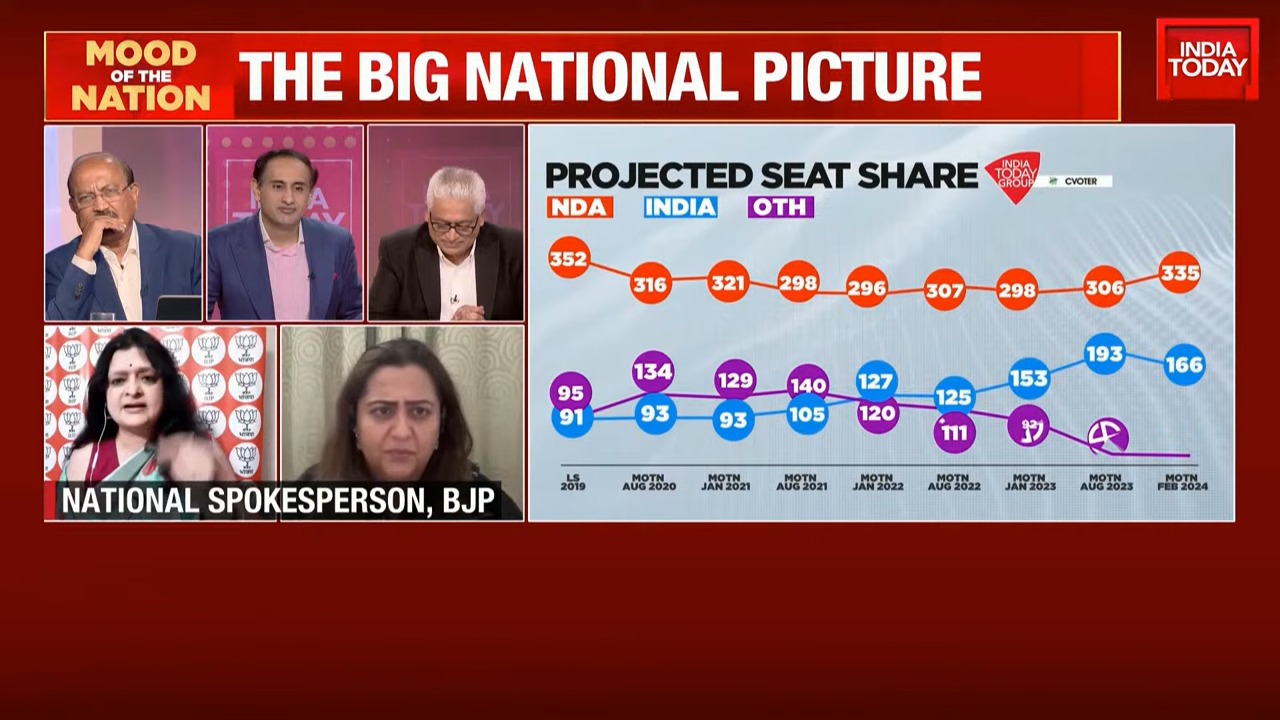 MOOD
OF THE
NATION
THE BIG NATIONAL PICTURE
INDIA
TODAY
PROJECTED SEAT SHARE
INDIA
TODAY
GROUP
CVOTER
NDA
INDIA
OTH
352
316
321
298
296
307
298
306
335
95
134
129
140
127
125
153
193
166
91
93
93
105
120
111
LS
2019
MOTN
AUG 2020
MOTN
JAN 2021
MOTN
AUG 2021
MOTN
JAN 2022
MOTN
AUG 2022
MOTN
JAN 2023
MOTN
AUG 2023
MOTN
FEB 2024
NATIONAL SPOKESPERSON, BJP